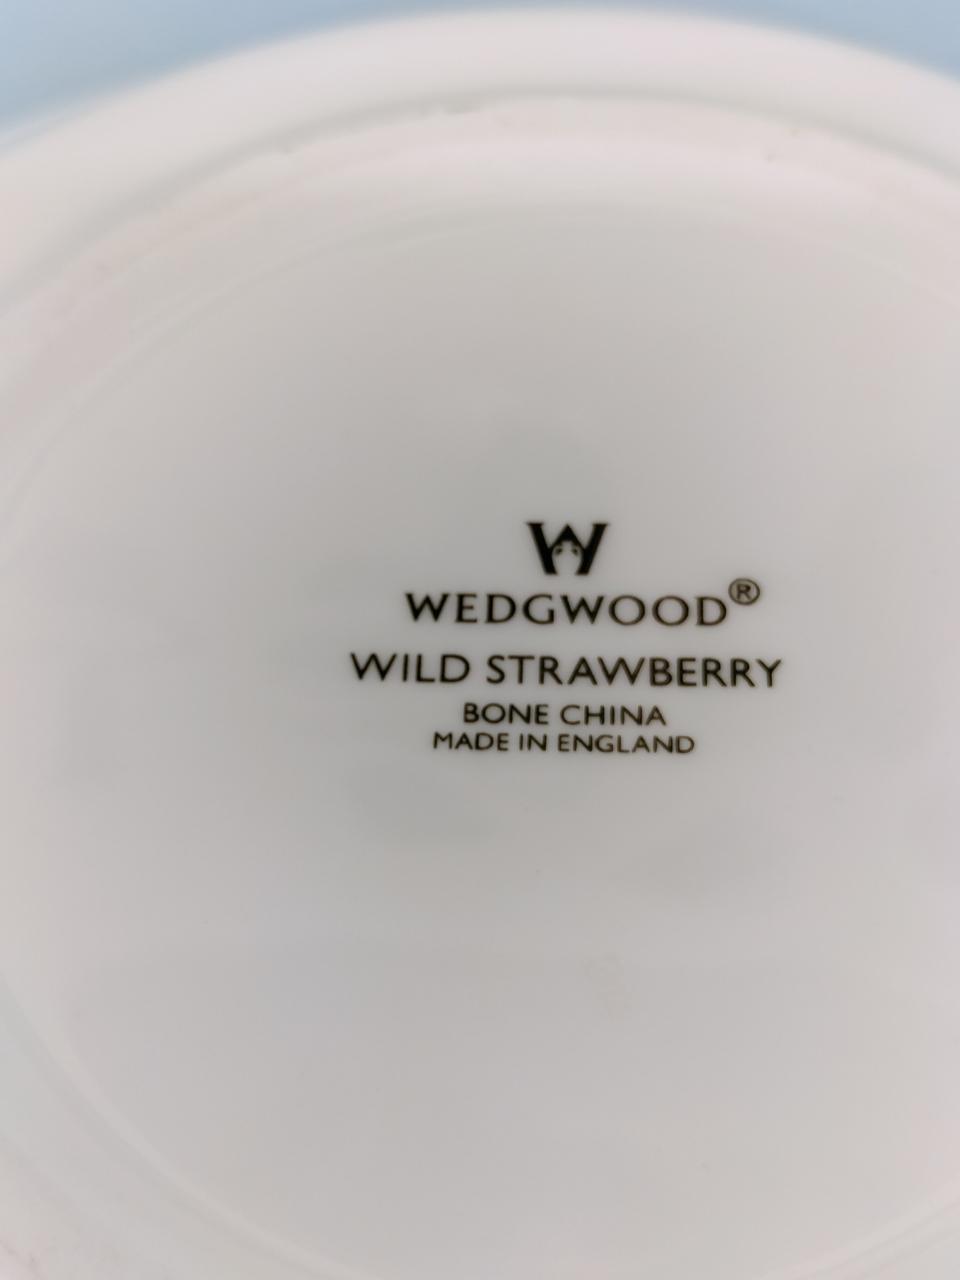 W
WEDGWOOD®
WILD STRAWBERRY
BONE CHINA
MADE IN ENGLAND